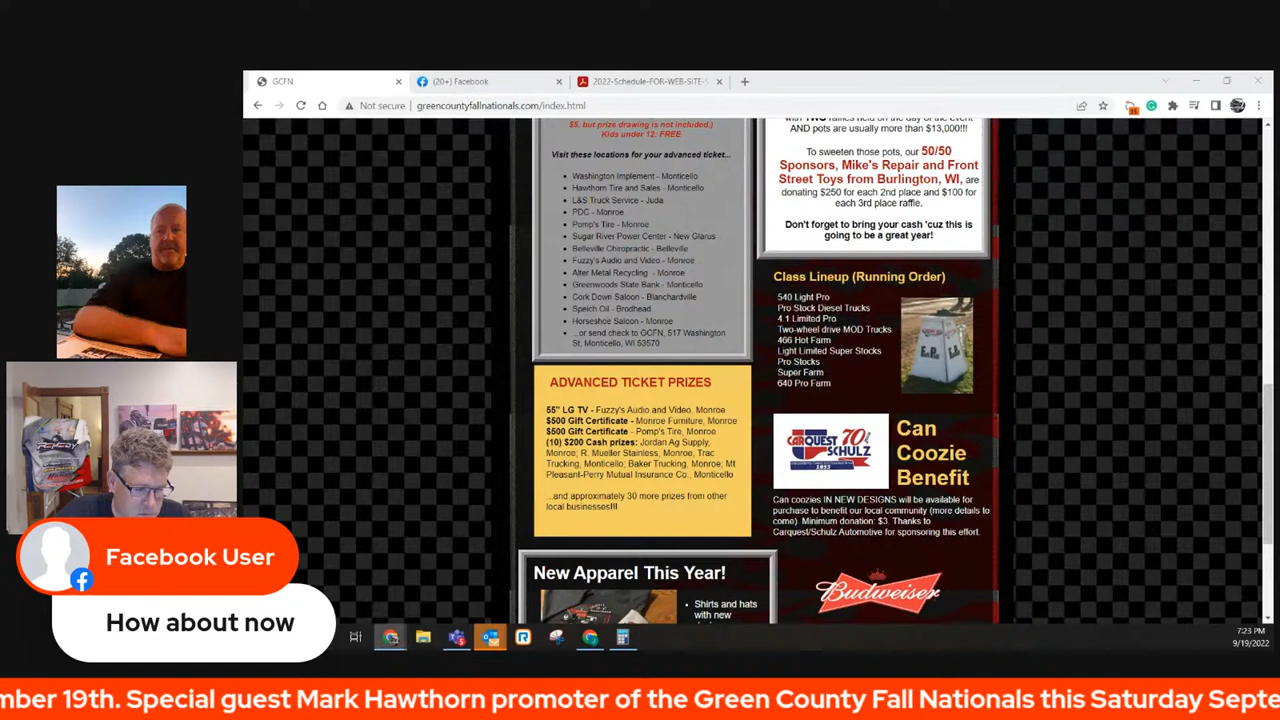 GCFN
(20+) Facebook
2022-Schedule-FOR-WEB-SITE-S
Not secure
greencountyfallnationals.com/index.html
$5, but prize drawing is not included.)
Kids under 12: FREE
Visit these locations for your advanced ticket...
Washington Implement - Monticello
Hawthorn Tire and Sales - Monticello
L&S Truck Service - Juda
PDC - Monroe
Pomp's Tire - Monroe
Sugar River Power Center - New Glarus
Belleville Chiropractic - Belleville
Fuzzy's Audio and Video - Monroe
Alter Metal Recycling - Monroe
Greenwoods State Bank - Monticello
Cork Down Saloon - Blanchardville
Speich Oil - Brodhead
Horseshoe Saloon - Monroe
...or send check to GCFN, 517 Washington
St, Monticello, WI 53570
ADVANCED TICKET PRIZES
55" LG TV - Fuzzy's Audio and Video, Monroe
$500 Gift Certificate - Monroe Furniture, Monroe
$500 Gift Certificate - Pomp's Tire, Monroe
(10) $200 Cash prizes: Jordan Ag Supply,
Monroe; R. Mueller Stainless, Monroe, Trac
Trucking, Monticello; Baker Trucking, Monroe; Mt
Pleasant-Perry Mutual Insurance Co., Monticello
...and approximately 30 more prizes from other
local businesses!!!
New Apparel This Year!
Shirts and hats
with new
with TWO raffles held on the day of the event
AND pots are usually more than $13,000!!!
To sweeten those pots, our 50/50
Sponsors, Mike's Repair and Front
Street Toys from Burlington, WI, are
donating $250 for each 2nd place and $100 for
each 3rd place raffle.
Don't forget to bring your cash 'cuz this is
going to be a great year!
Class Lineup (Running Order)
540 Light Pro
Pro Stock Diesel Trucks
4.1 Limited Pro
Two-wheel drive MOD Trucks
466 Hot Farm
Light Limited Super Stocks
Pro Stocks
Super Farm
640 Pro Farm
CARQUEST
SCHULZ
70
1953
Can
Coozie
Benefit
Can coozies IN NEW DESIGNS will be available for
purchase to benefit our local community (more details to
come). Minimum donation: $3. Thanks to
Carquest/Schulz Automotive for sponsoring this effort.
Budweiser
REMEDY
Facebook User
How about now
7:23 PM
9/19/2022
mber 19th. Special guest Mark Hawthorn promoter of the Green County Fall Nationals this Saturday Septe